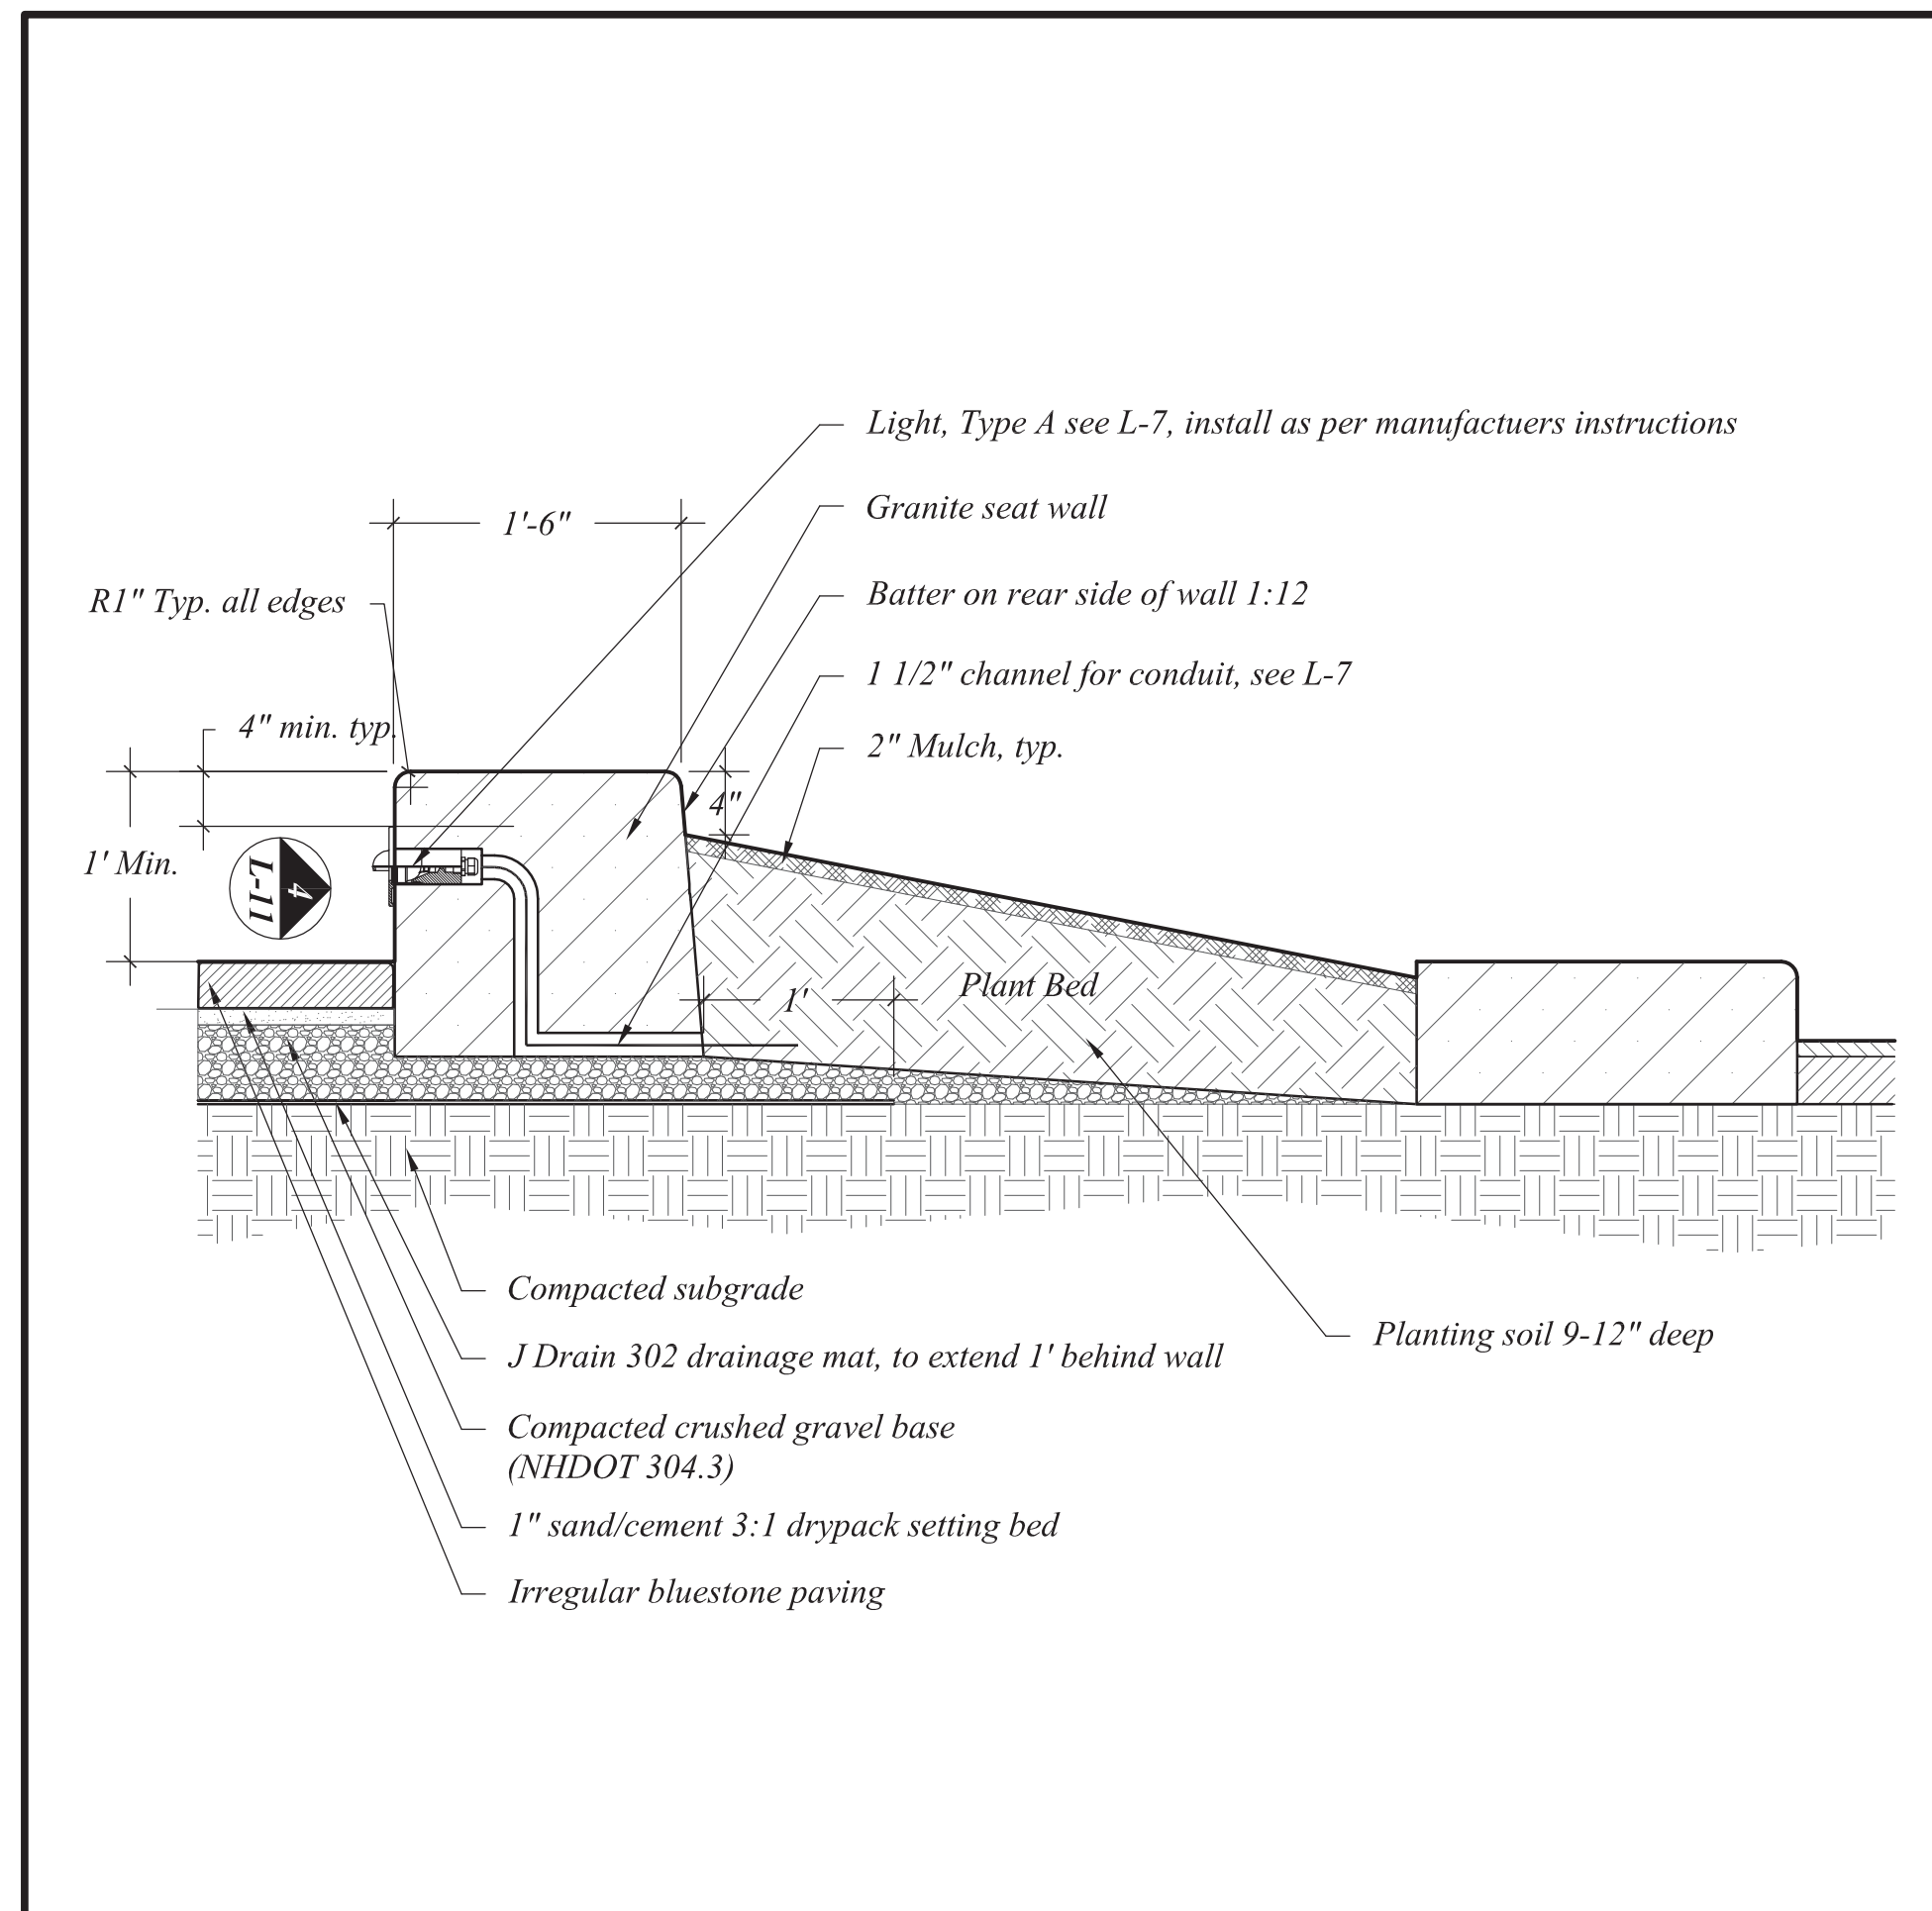 Light, Type A see L-7, install as per manufactuers instructions
Granite seat wall
1'-6"
Batter on rear side of wall 1:12
R1" Typ. all edges
1 1/2" channel for conduit, see L-7
4" min. typ.
2" Mulch, typ.
4"
1' Min.
4
L-11
Plant Bed
1'
Compacted subgrade
Planting soil 9-12" deep
J Drain 302 drainage mat, to extend 1' behind wall
Compacted crushed gravel base
(NHDOT 304.3)
1" sand/cement 3:1 drypack setting bed
Irregular bluestone paving